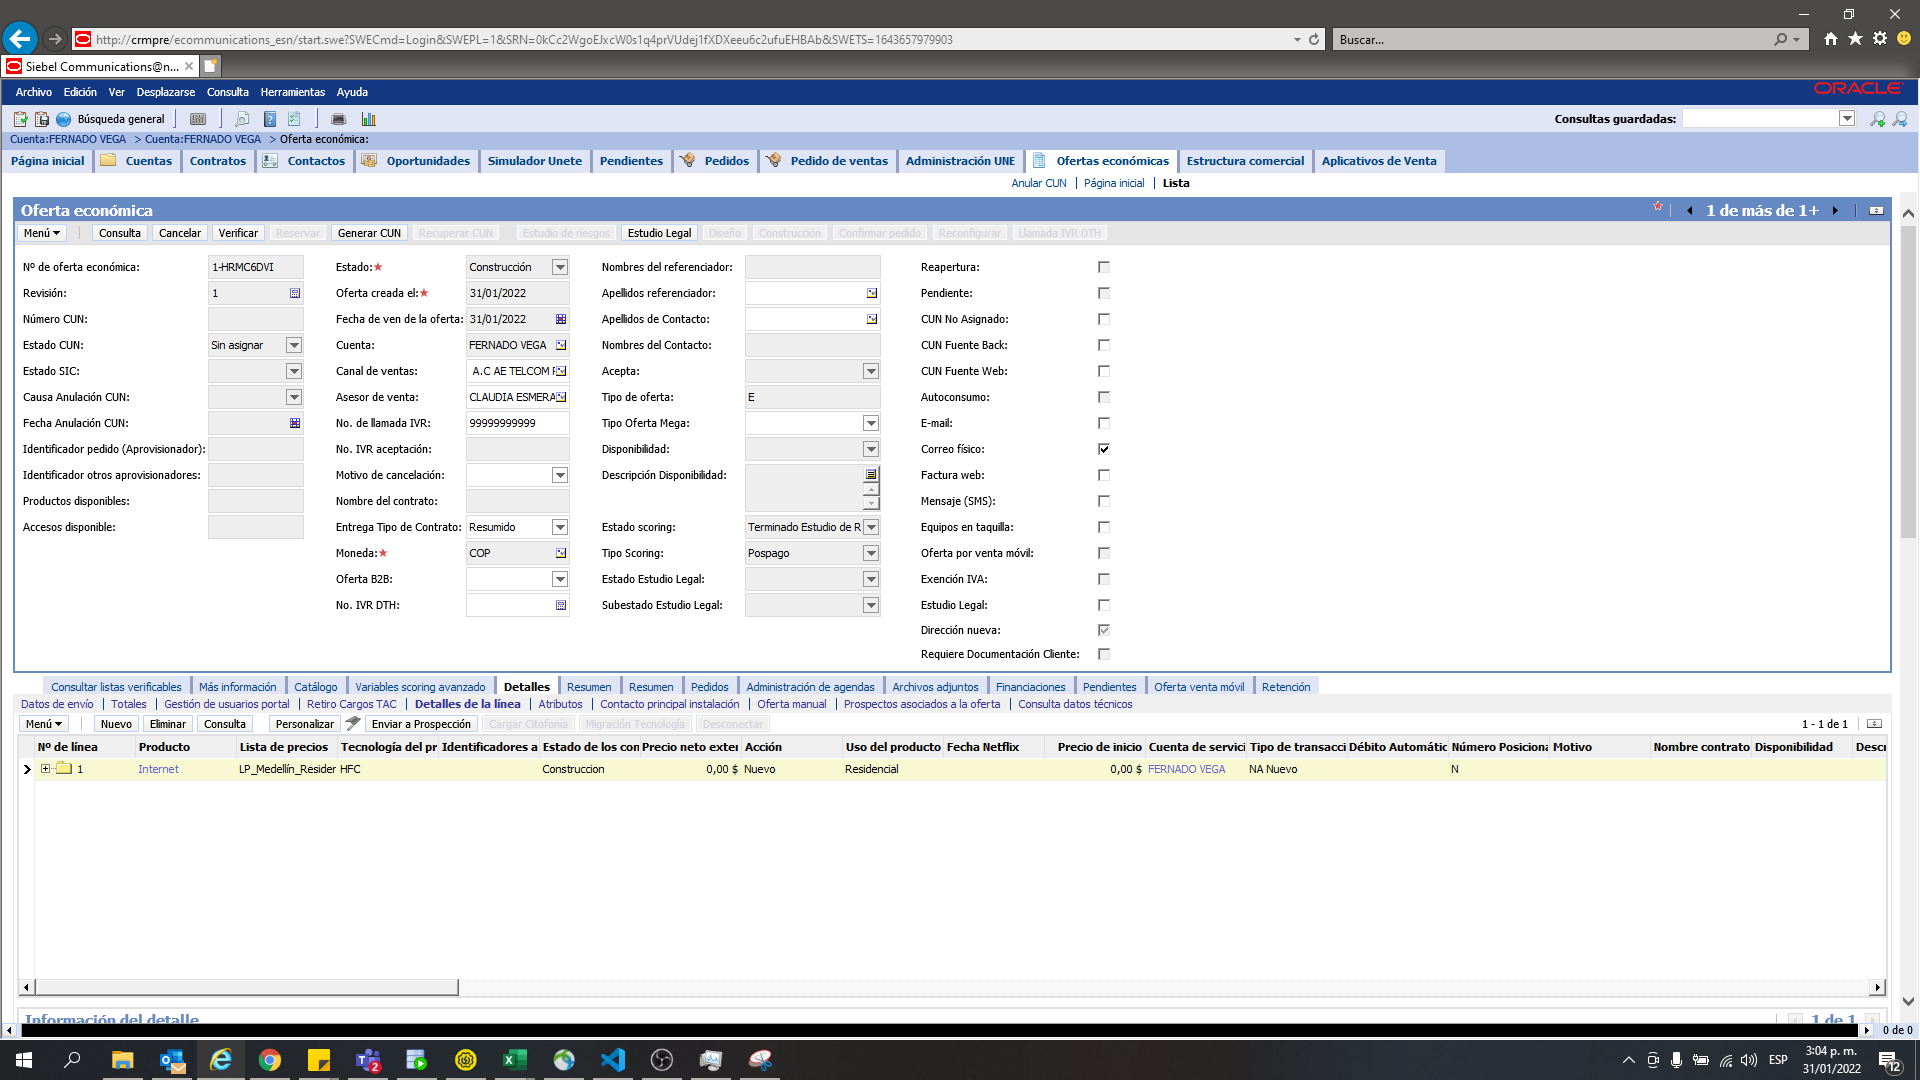 http://crmpre/ecommunications_esn/start.swe?SWECmd=Login&SWEPL=1&SRN=0kCc2WgoEJxcW0s1q4prVUdej1fXDXeeu6c2ufuEHBAb&SWETS=1643657979903 Buscar...
Siebel Communications@n...
Archivo Edición Ver Desplazarse Consulta Herramientas Ayuda ORACLE
Búsqueda general Consultas guardadas:
Cuenta:FERNADO VEGA > Cuenta:FERNADO VEGA > Oferta económica:
Página inicial Cuentas Contratos Contactos Oportunidades Simulador Unete Pendientes Pedidos Pedido de ventas Administración UNE Ofertas económicas Estructura comercial Aplicativos de Venta
Anular CUN Página inicial Lista
Oferta económica 1 de más de 1+
Menú Consulta Cancelar Verificar Reservar Generar CUN Recuperar CUN Estudio de riesgos Estudio Legal Diseño Construcción Confirmar pedido Reconfigurar Llamada IVR DTH
Nº de oferta económica: 1-HRMC6DVI Estado:★ Construcción Nombres del referenciador: Reapertura:
Revisión: 1 Oferta creada el:★ 31/01/2022 Apellidos referenciador: Pendiente:
Número CUN: Fecha de ven de la oferta: 31/01/2022 Apellidos de Contacto: CUN No Asignado:
Estado CUN: Sin asignar Cuenta: FERNADO VEGA Nombres del Contacto: CUN Fuente Back:
Estado SIC: Canal de ventas: A.C AE TELCOM Acepta: CUN Fuente Web:
Causa Anulación CUN: Asesor de venta: CLAUDIA ESMERA Tipo de oferta: E Autoconsumo:
Fecha Anulación CUN: No. de llamada IVR: 99999999999 Tipo Oferta Mega: E-mail:
Identificador pedido (Aprovisionador): No. IVR aceptación: Disponibilidad: Correo físico:
Identificador otros aprovisionadores: Motivo de cancelación: Descripción Disponibilidad: Factura web:
Productos disponibles: Nombre del contrato: Mensaje (SMS):
Accesos disponible: Entrega Tipo de Contrato: Resumido Estado scoring: Terminado Estudio de R Equipos en taquilla:
Moneda:★ COP Tipo Scoring: Pospago Oferta por venta móvil:
Oferta B2B: Estado Estudio Legal: Exención IVA:
No. IVR DTH: Subestado Estudio Legal: Estudio Legal:
Dirección nueva:
Requiere Documentación Cliente:
Consultar listas verificables Más información Catálogo Variables scoring avanzado Detalles Resumen Resumen Pedidos Administración de agendas Archivos adjuntos Financiaciones Pendientes Oferta venta móvil Retención
Datos de envío Totales Gestión de usuarios portal Retiro Cargos TAC Detalles de la línea Atributos Contacto principal instalación Oferta manual Prospectos asociados a la oferta Consulta datos técnicos
Menú Nuevo Eliminar Consulta Personalizar Enviar a Prospección Cargar Citofonía Migración Tecnología Desconectar 1 - 1 de 1
Nº de línea Producto Lista de precios Tecnología del pr Identificadores a Estado de los con Precio neto exter Acción Uso del producto Fecha Netflix Precio de inicio Cuenta de servici Tipo de transacci Débito Automátic Número Posiciona Motivo Nombre contrato Disponibilidad Descr
1 Internet LP_Medellín_Resider HFC Construccion 0,00 $ Nuevo Residencial 0,00 $ FERNADO VEGA NA Nuevo N
Información del detalle 1 de 1
0 de 0
2 ESP 3:04 p. m.
31/01/2022 12